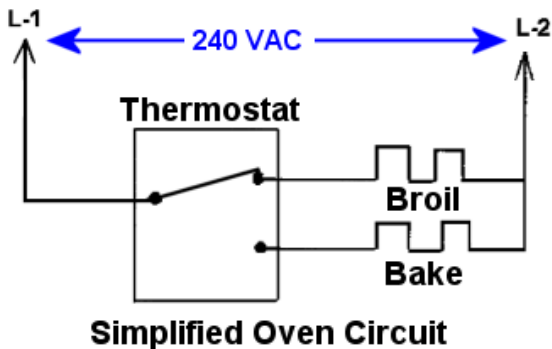 L-1
240 VAC
L-2
Thermostat
Broil
Bake
Simplified Oven Circuit